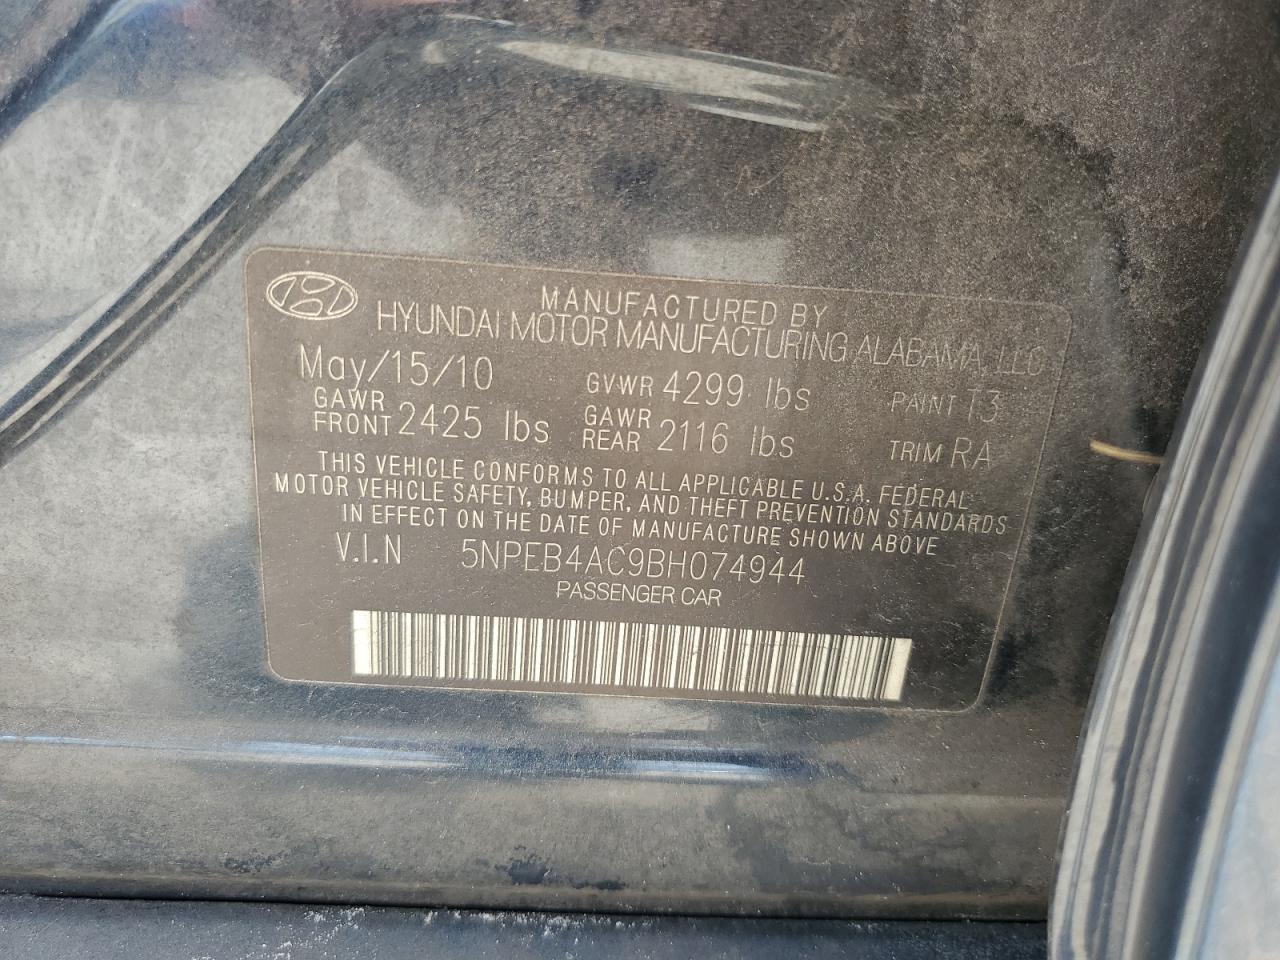 MANUFACTURED BY
HYUNDAI MOTOR MANUFACTURING ALABAMA, LLC
May/15/10 GVWR 4299 lbs PAINT T3
GAWR FRONT 2425 lbs GAWR REAR 2116 lbs TRIM RA
THIS VEHICLE CONFORMS TO ALL APPLICABLE U.S.A. FEDERAL
MOTOR VEHICLE SAFETY, BUMPER, AND THEFT PREVENTION STANDARDS
IN EFFECT ON THE DATE OF MANUFACTURE SHOWN ABOVE
V.I.N 5NPEB4AC9BH074944
PASSENGER CAR